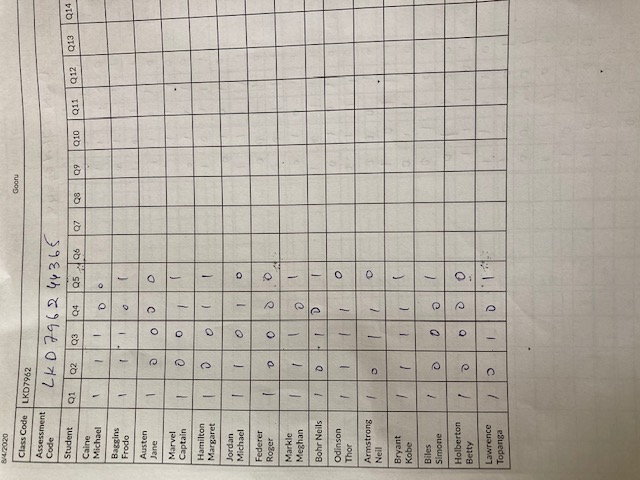 8/4/2020
Gooru
Class Code LKD7962
Assessment Code LKD7962 44365
Student Q1 Q2 Q3 Q4 Q5 Q6 Q7 Q8 Q9 Q10 Q11 Q12 Q13 Q14
Caine Michael 1 1 1 0 0
Baggins Frodo 1 1 1 0 1
Austen Jane 1 0 0 0 0
Marvel Captain 1 0 0 1 1
Hamilton Margaret 1 0 0 1 1
Jordan Michael 1 1 0 1 0
Federer Roger 1 0 0 0 0
Markle Meghan 1 1 1 0 1
Bohr Neils 1 0 1 0 1
Odinson Thor 1 1 1 1 0
Armstrong Neil 1 0 1 1 0
Bryant Kobe 1 1 1 1 1
Biles Simone 1 0 0 0 1
Holberton Betty 1 0 0 0 0
Lawrence Topanga 1 0 1 0 1